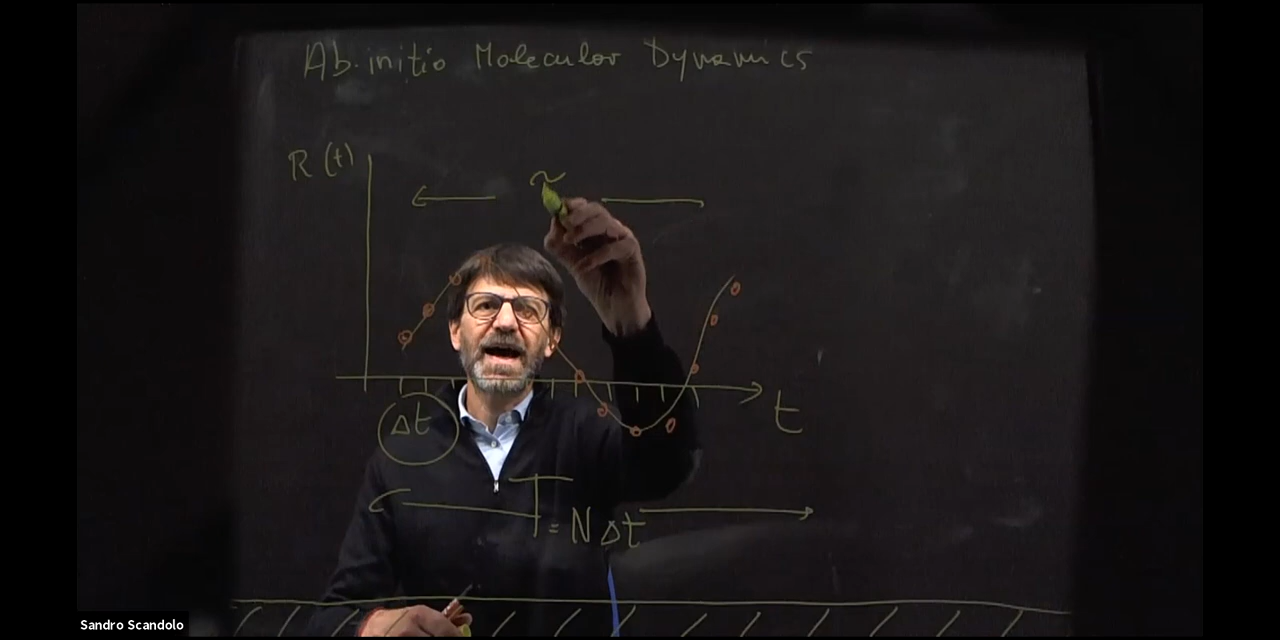 Ab-initio Molecular Dynamics
R(t)
~
t
Δt
T = N Δt
Sandro Scandolo